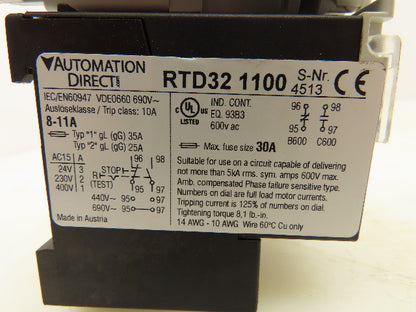 AUTOMATION
DIRECT
RTD32 1100
S-Nr.
4513
CE
IEC/EN60947 VDE0660 690V~
Auslöseklasse / Trip class: 10A
8-11A
Typ "1" gL (gG) 35A
Typ "2" gL (gG) 25A
AC15 A
24V 3
230V 2
400V 1
STOP
R
(TEST)
96 98
95 97
440V~ 95 97
690V~ 95 97
Made in Austria
C UL US
LISTED
IND. CONT.
EQ. 93B3
600V ac
96 98
95 97
B600 C600
Max. fuse size 30A
Suitable for use on a circuit capable of delivering
not more than 5kA rms. sym. amps 600V max.
Amb. compensated Phase failure sensitive type.
Numbers on dial are full load motor currents.
Tripping current is 125% of numbers on dial.
Tightening torque 8,1 lb.-in.
14 AWG - 10 AWG Wire 60°C Cu only